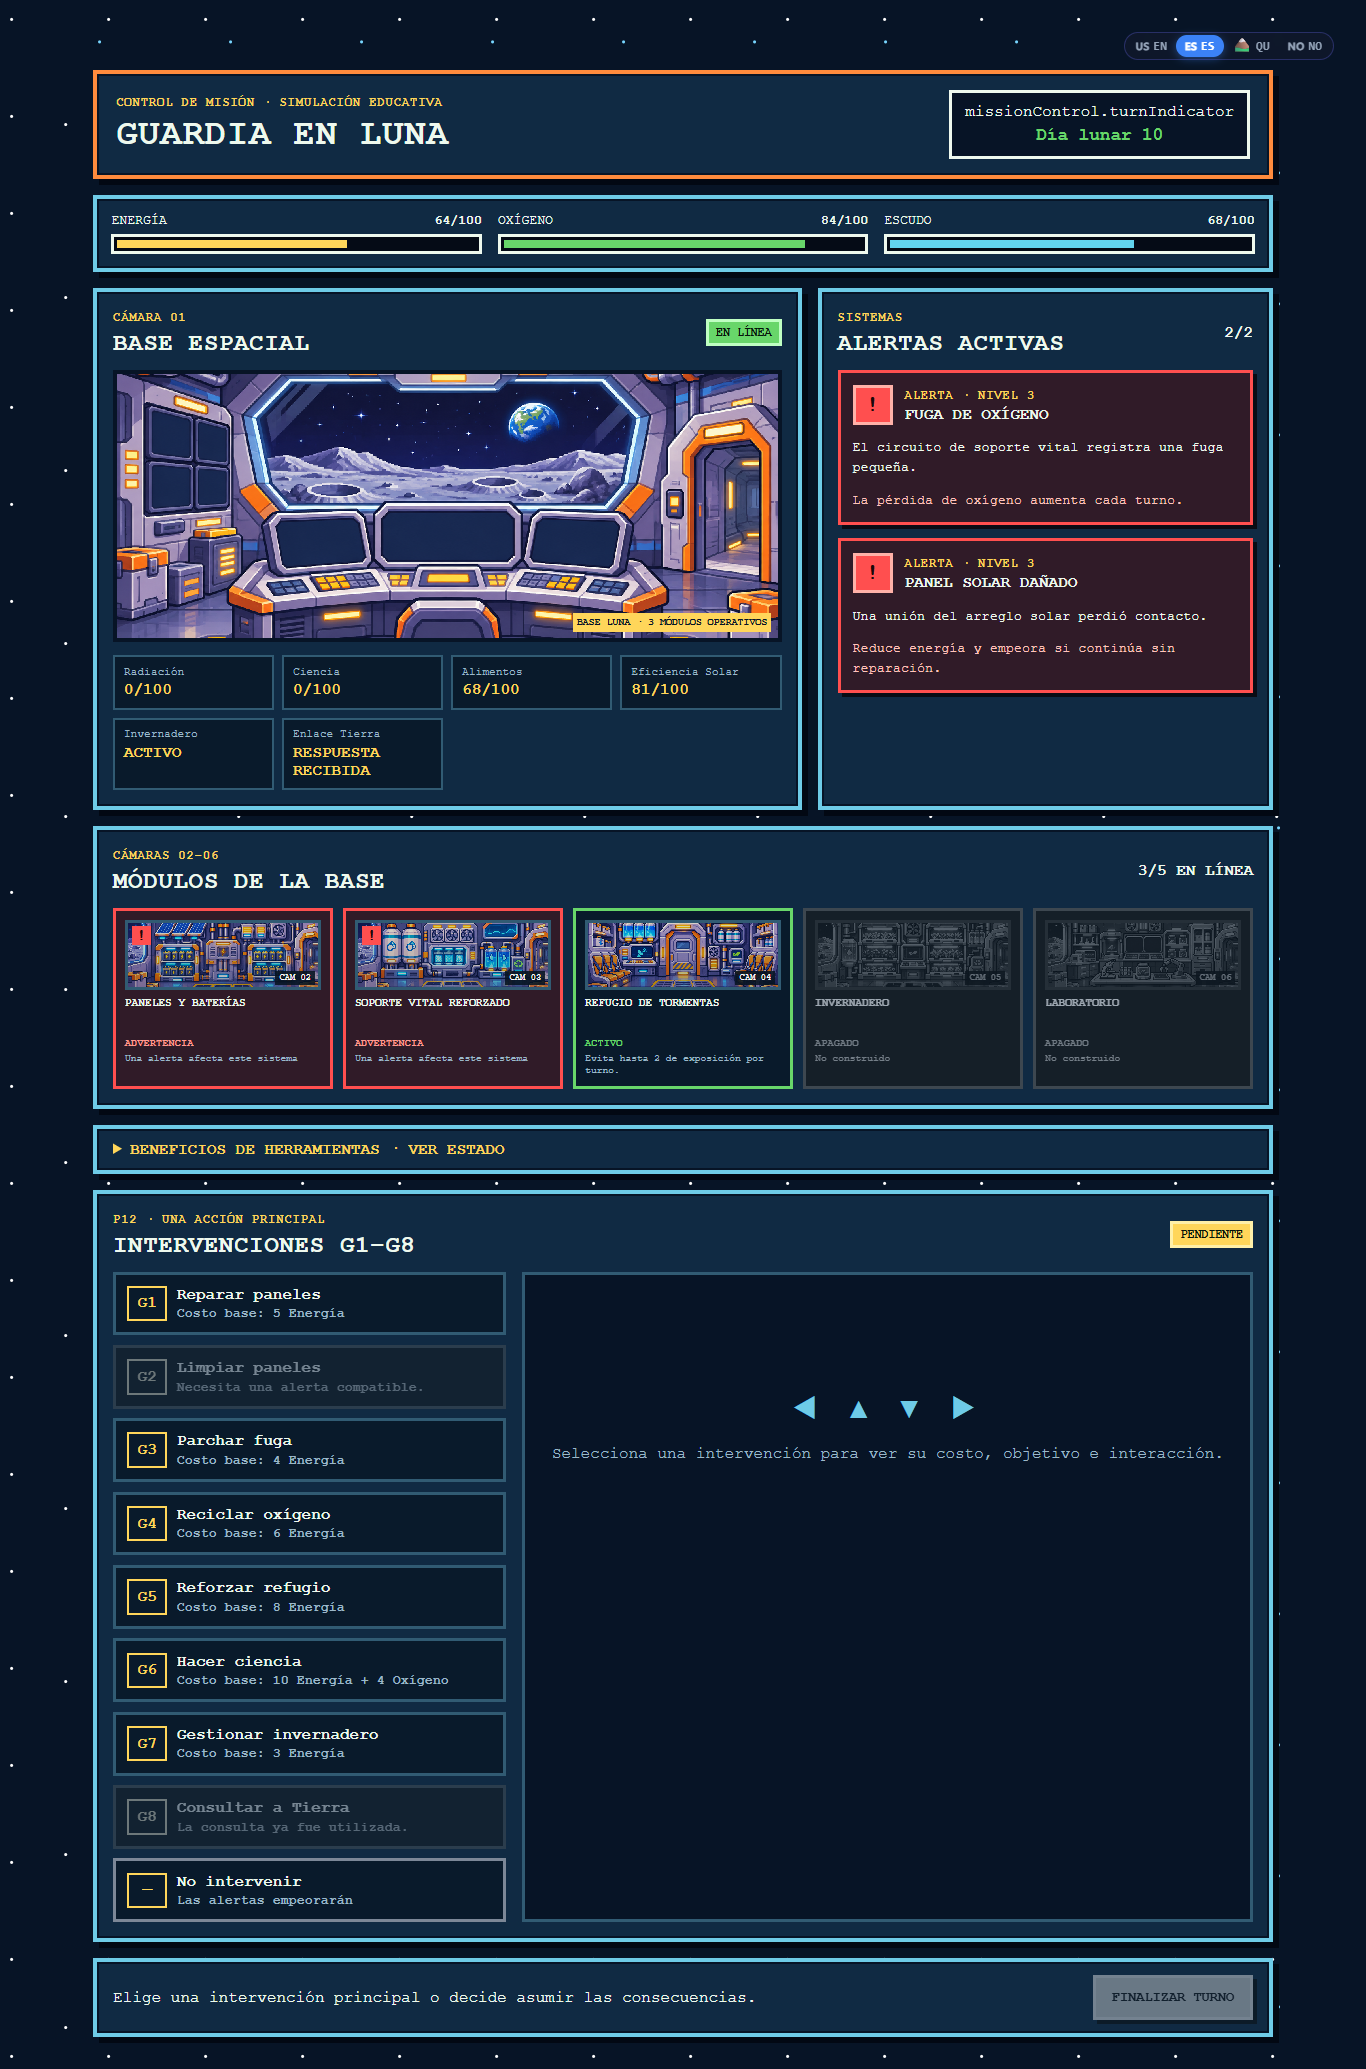 US EN
ES ES
QU
NO NO
CONTROL DE MISIÓN · SIMULACIÓN EDUCATIVA
GUARDIA EN LUNA
missionControl.turnIndicator
Día lunar 10
ENERGÍA 64/100
OXÍGENO 84/100
ESCUDO 68/100
CÁMARA 01
BASE ESPACIAL
EN LÍNEA
BASE LUNA · 3 MÓDULOS OPERATIVOS
Radiación
0/100
Ciencia
0/100
Alimentos
68/100
Eficiencia Solar
81/100
Invernadero
ACTIVO
Enlace Tierra
RESPUESTA
RECIBIDA
SISTEMAS
ALERTAS ACTIVAS
2/2
!
ALERTA · NIVEL 3
FUGA DE OXÍGENO
El circuito de soporte vital registra una fuga
pequeña.
La pérdida de oxígeno aumenta cada turno.
!
ALERTA · NIVEL 3
PANEL SOLAR DAÑADO
Una unión del arreglo solar perdió contacto.
Reduce energía y empeora si continúa sin
reparación.
CÁMARAS 02–06
MÓDULOS DE LA BASE
3/5 EN LÍNEA
!
CAM 02
PANELES Y BATERÍAS
ADVERTENCIA
Una alerta afecta este sistema
!
CAM 03
SOPORTE VITAL REFORZADO
ADVERTENCIA
Una alerta afecta este sistema
CAM 04
REFUGIO DE TORMENTAS
ACTIVO
Evita hasta 2 de exposición por
turno.
CAM 05
INVERNADERO
APAGADO
No construido
CAM 06
LABORATORIO
APAGADO
No construido
▶ BENEFICIOS DE HERRAMIENTAS · VER ESTADO
P12 · UNA ACCIÓN PRINCIPAL
INTERVENCIONES G1–G8
PENDIENTE
G1
Reparar paneles
Costo base: 5 Energía
G2
Limpiar paneles
Necesita una alerta compatible.
G3
Parchar fuga
Costo base: 4 Energía
G4
Reciclar oxígeno
Costo base: 6 Energía
G5
Reforzar refugio
Costo base: 8 Energía
G6
Hacer ciencia
Costo base: 10 Energía + 4 Oxígeno
G7
Gestionar invernadero
Costo base: 3 Energía
G8
Consultar a Tierra
La consulta ya fue utilizada.
—
No intervenir
Las alertas empeorarán
◀ ▲ ▼ ▶
Selecciona una intervención para ver su costo, objetivo e interacción.
Elige una intervención principal o decide asumir las consecuencias.
FINALIZAR TURNO